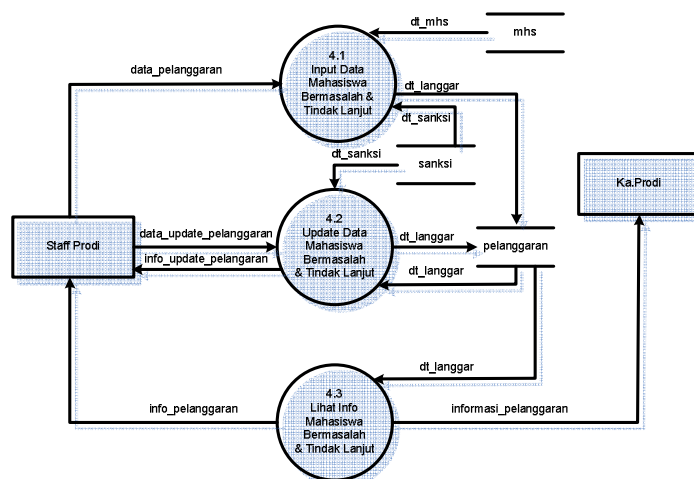 dt_mhs
mhs
4.1
Input Data
Mahasiswa
Bermasalah &
Tindak Lanjut
data_pelanggaran
dt_langgar
dt_sanksi
dt_sanksi
sanksi
Ka.Prodi
4.2
Update Data
Mahasiswa
Bermasalah
& Tindak Lanjut
Staff Prodi
data_update_pelanggaran
info_update_pelangaran
dt_langgar
pelanggaran
dt_langgar
dt_langgar
4.3
Lihat Info
Mahasiswa
Bermasalah
& Tindak Lanjut
info_pelanggaran
informasi_pelanggaran